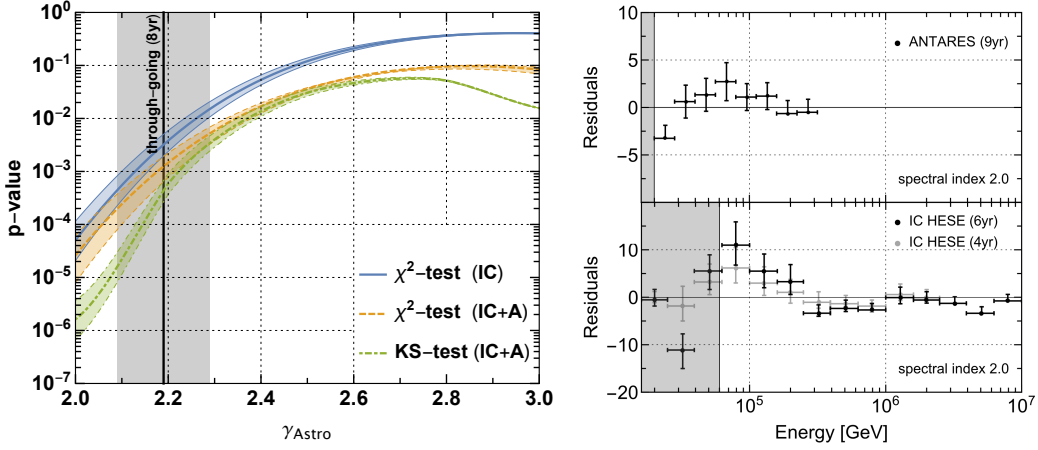 p−value
10⁰
10⁻¹
10⁻²
10⁻³
10⁻⁴
10⁻⁵
10⁻⁶
10⁻⁷
through−going (8yr)
χ²−test (IC)
χ²−test (IC+A)
KS−test (IC+A)
2.0 2.2 2.4 2.6 2.8 3.0
γAstro
Residuals
10
5
0
−5
ANTARES (9yr)
spectral index 2.0
Residuals
10
0
−10
−20
IC HESE (6yr)
IC HESE (4yr)
spectral index 2.0
10⁵ 10⁶ 10⁷
Energy [GeV]